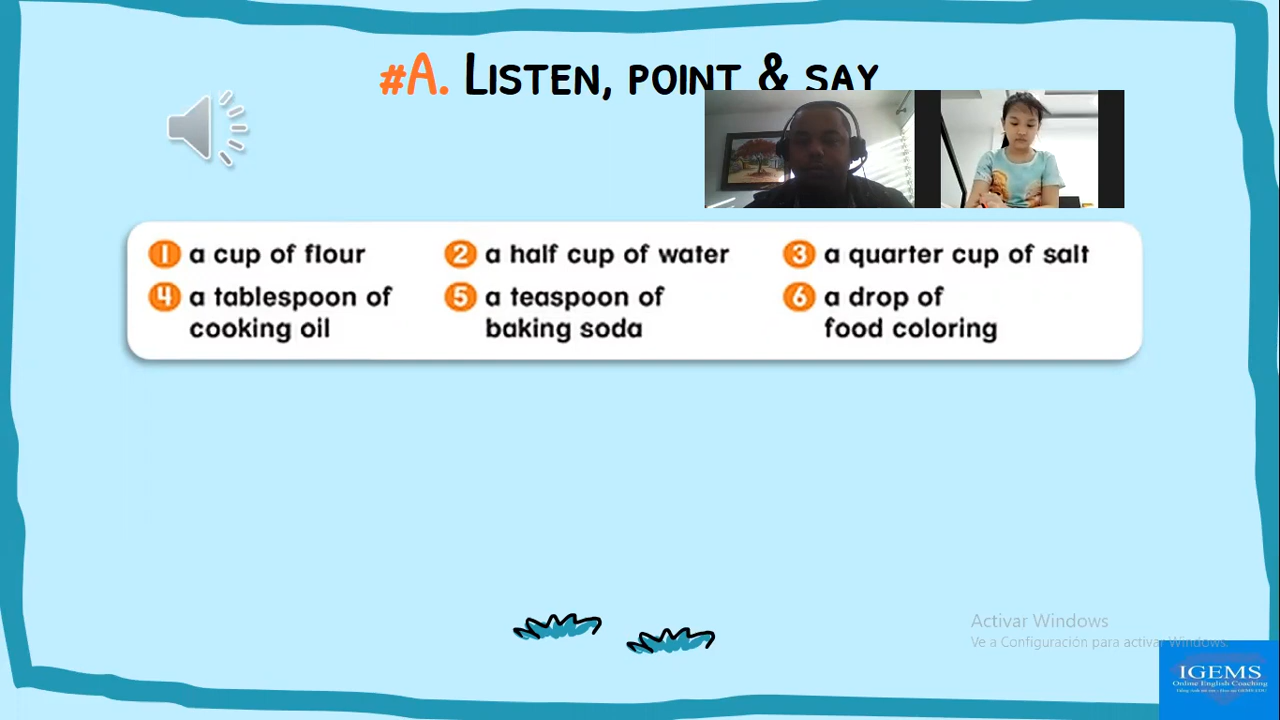 #A. LISTEN, POINT & SAY
1 a cup of flour
2 a half cup of water
3 a quarter cup of salt
4 a tablespoon of
cooking oil
5 a teaspoon of
baking soda
6 a drop of
food coloring
Activar Windows
Ve a Configuración para activar Windows.
IGEMS
Online English Coaching